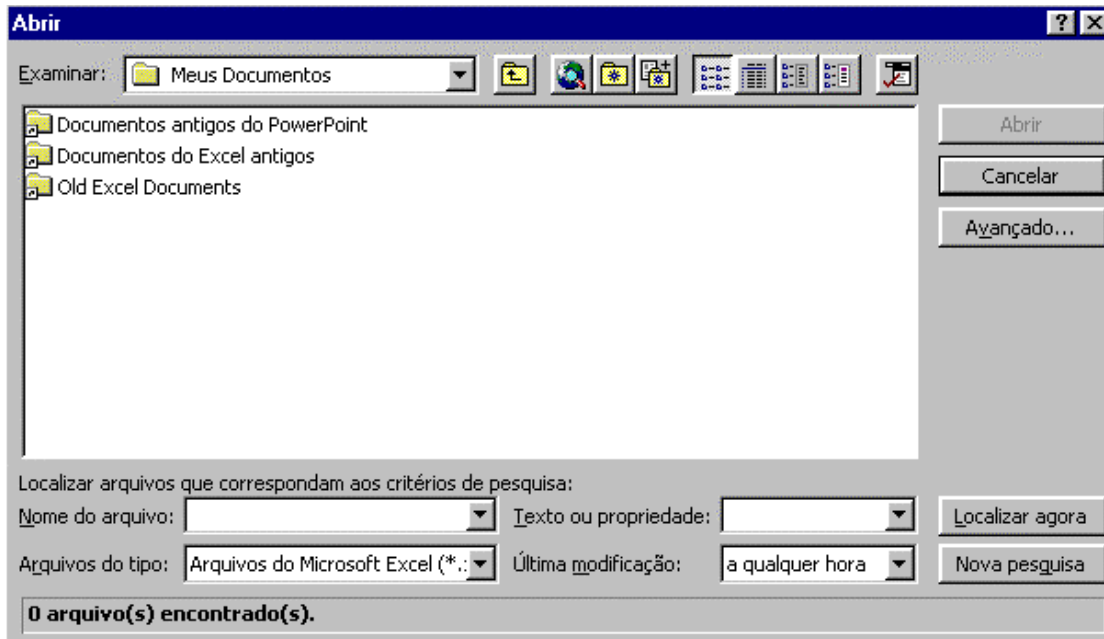 Abrir
Examinar: Meus Documentos
Documentos antigos do PowerPoint
Documentos do Excel antigos
Old Excel Documents
Abrir
Cancelar
Avançado...
Localizar arquivos que correspondam aos critérios de pesquisa:
Nome do arquivo: Texto ou propriedade: Localizar agora
Arquivos do tipo: Arquivos do Microsoft Excel (*. Última modificação: a qualquer hora Nova pesquisa
0 arquivo(s) encontrado(s).